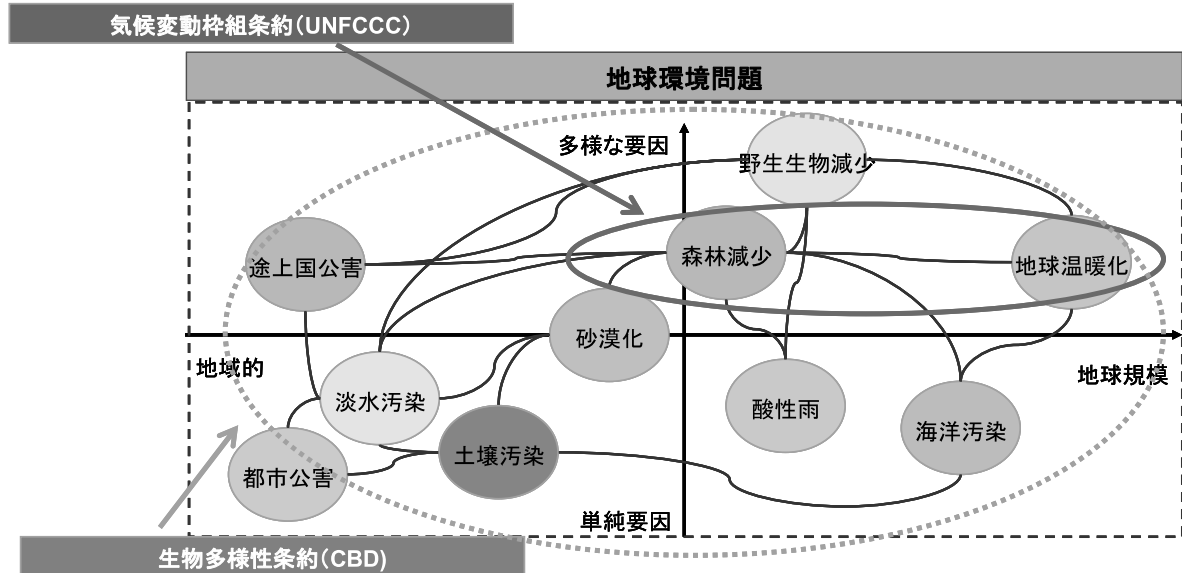 気候変動枠組条約（UNFCCC）
地球環境問題
多様な要因
野生生物減少
森林減少
途上国公害
地球温暖化
砂漠化
地域的
地球規模
淡水汚染
酸性雨
海洋汚染
土壌汚染
都市公害
単純要因
生物多様性条約（CBD)